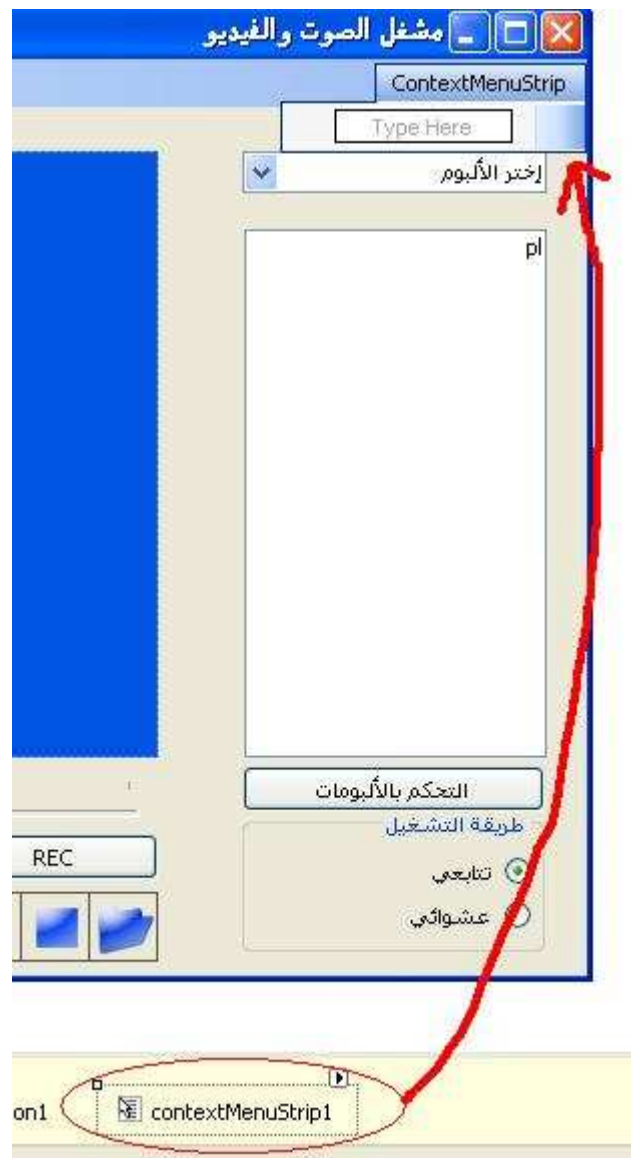 مشغل الصوت والفيديو
ContextMenuStrip
Type Here
إختر الألبوم
pl
التحكم بالألبومات
طريقة التشغيل
تتابعي
REC
عشوائي
on1
contextMenuStrip1